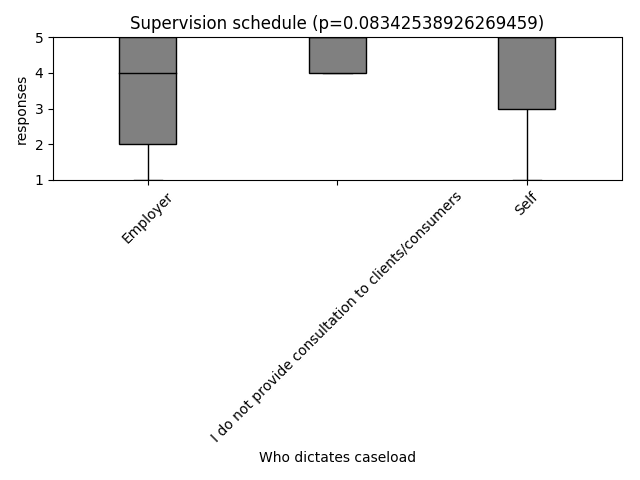 Supervision schedule (p=0.08342538926269459)
5
4
3
2
1
responses
Employer
I do not provide consultation to clients/consumers
Self
Who dictates caseload